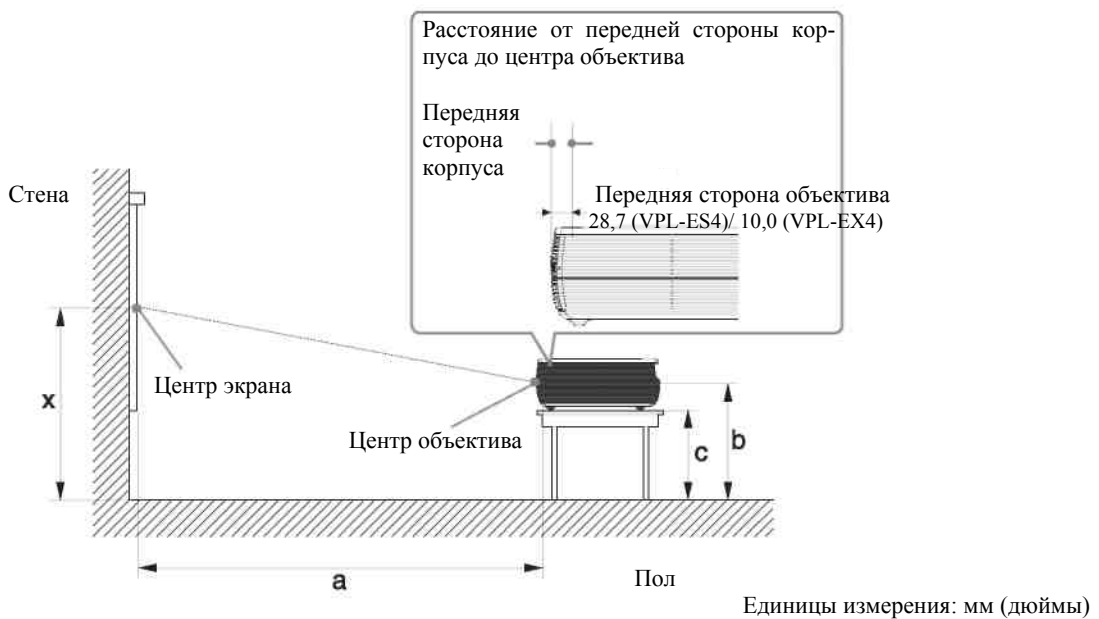 Расстояние от передней стороны кор-
пуса до центра объектива
Передняя
сторона
корпуса
Стена
Передняя сторона объектива
28,7 (VPL-ES4)/ 10,0 (VPL-EX4)
Центр экрана
x
Центр объектива
c
b
a
Пол
Единицы измерения: мм (дюймы)